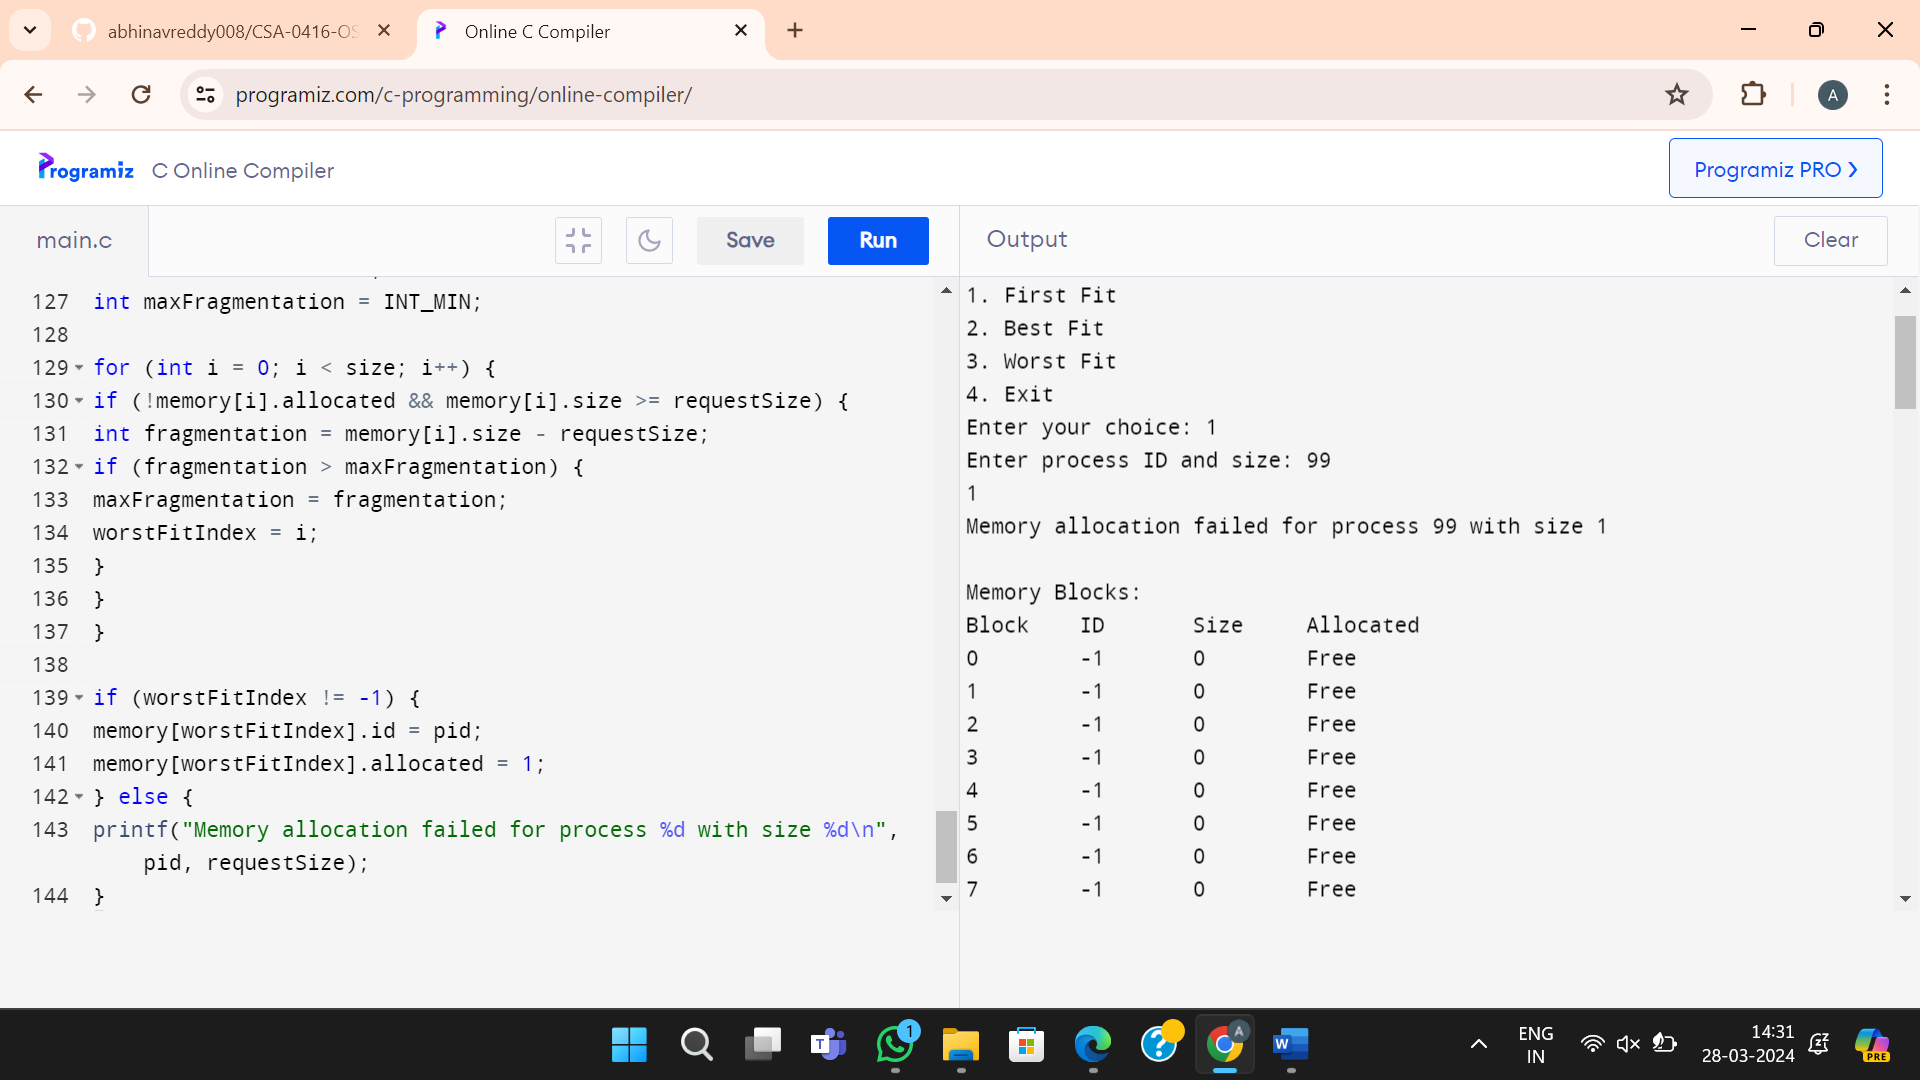 abhinavreddy008/CSA-0416-OS
Online C Compiler
programiz.com/c-programming/online-compiler/
A
Programiz
C Online Compiler
Programiz PRO
main.c
Save
Run
Output
Clear
127 int maxFragmentation = INT_MIN;
128
129 for (int i = 0; i < size; i++) {
130 if (!memory[i].allocated && memory[i].size >= requestSize) {
131 int fragmentation = memory[i].size - requestSize;
132 if (fragmentation > maxFragmentation) {
133 maxFragmentation = fragmentation;
134 worstFitIndex = i;
135 }
136 }
137 }
138
139 if (worstFitIndex != -1) {
140 memory[worstFitIndex].id = pid;
141 memory[worstFitIndex].allocated = 1;
142 } else {
143 printf("Memory allocation failed for process %d with size %d\n",
pid, requestSize);
144 }
1. First Fit
2. Best Fit
3. Worst Fit
4. Exit
Enter your choice: 1
Enter process ID and size: 99
1
Memory allocation failed for process 99 with size 1
Memory Blocks:
Block ID Size Allocated
0 -1 0 Free
1 -1 0 Free
2 -1 0 Free
3 -1 0 Free
4 -1 0 Free
5 -1 0 Free
6 -1 0 Free
7 -1 0 Free
T
1
?
A
W
ENG
IN
14:31
28-03-2024
PRE